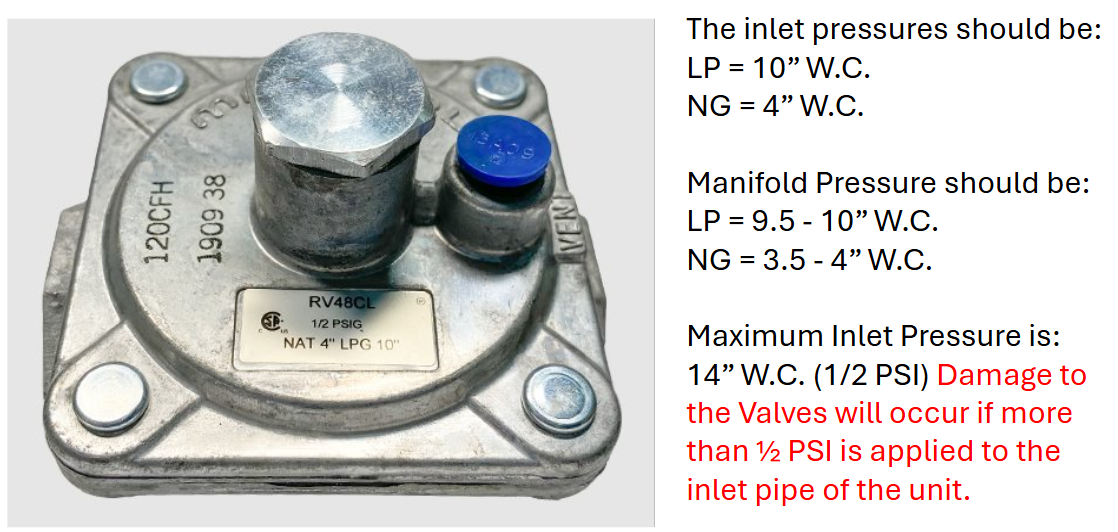 120CFH
1909 38
VENT
RV48CL
®
1/2 PSIG
NAT 4" LPG 10"
The inlet pressures should be:
LP = 10” W.C.
NG = 4” W.C.
Manifold Pressure should be:
LP = 9.5 - 10” W.C.
NG = 3.5 - 4” W.C.
Maximum Inlet Pressure is:
14” W.C. (1/2 PSI) Damage to
the Valves will occur if more
than ½ PSI is applied to the
inlet pipe of the unit.